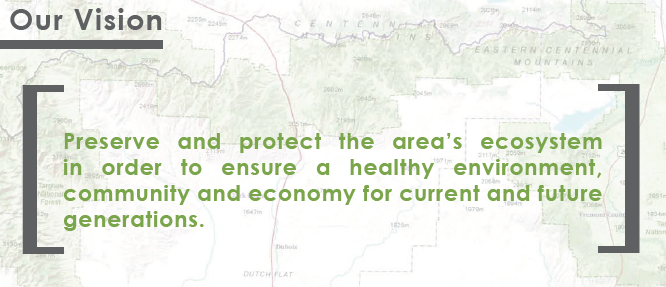 Our Vision
CENTENNIAL
MOUNTAINS
EASTERN CENTENNIAL
MOUNTAINS
Preserve and protect the area's ecosystem
in order to ensure a healthy environment,
community and economy for current and future
generations.
DUTCH FLAT